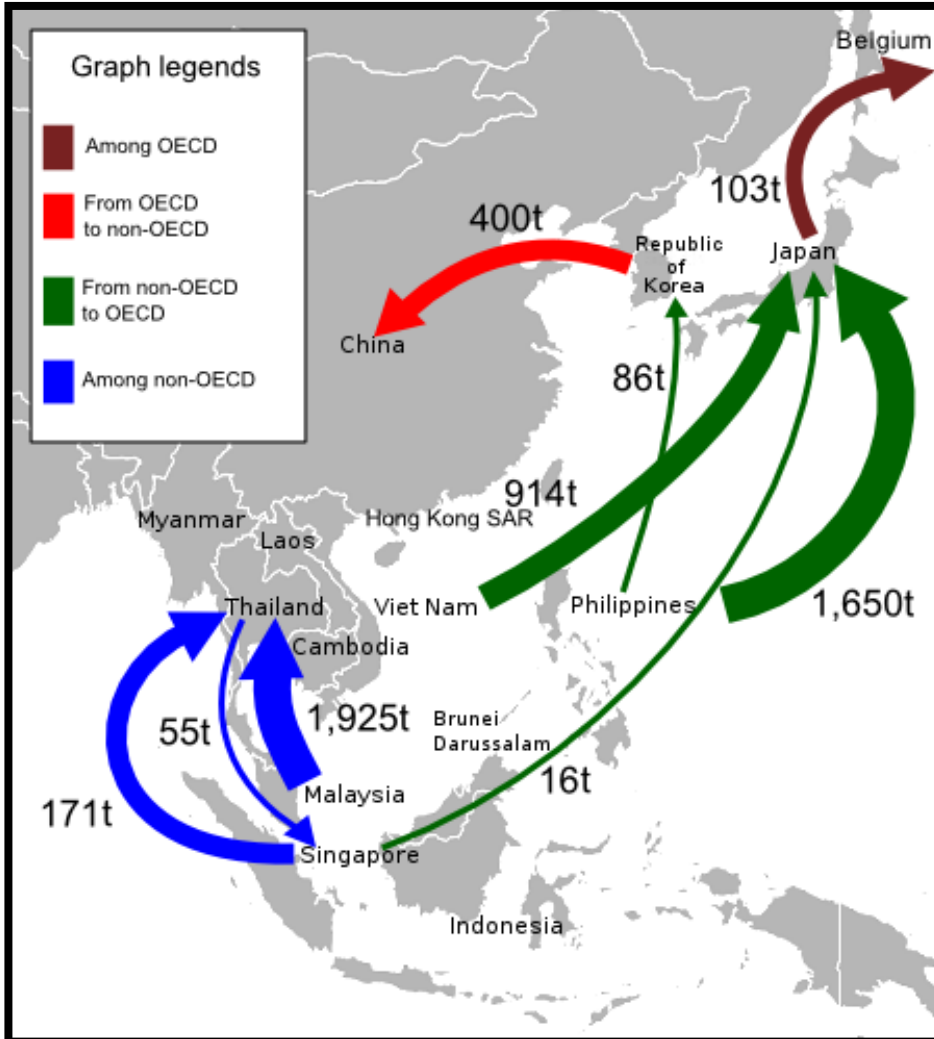 Graph legends
Among OECD
From OECD
to non-OECD
From non-OECD
to OECD
Among non-OECD
Belgium
103t
400t
Republic
of
Korea
Japan
China
86t
914t
Myanmar
Hong Kong SAR
Laos
Thailand
Viet Nam
Philippines
1,650t
Cambodia
55t
1,925t
Brunei
Darussalam
16t
171t
Malaysia
Singapore
Indonesia